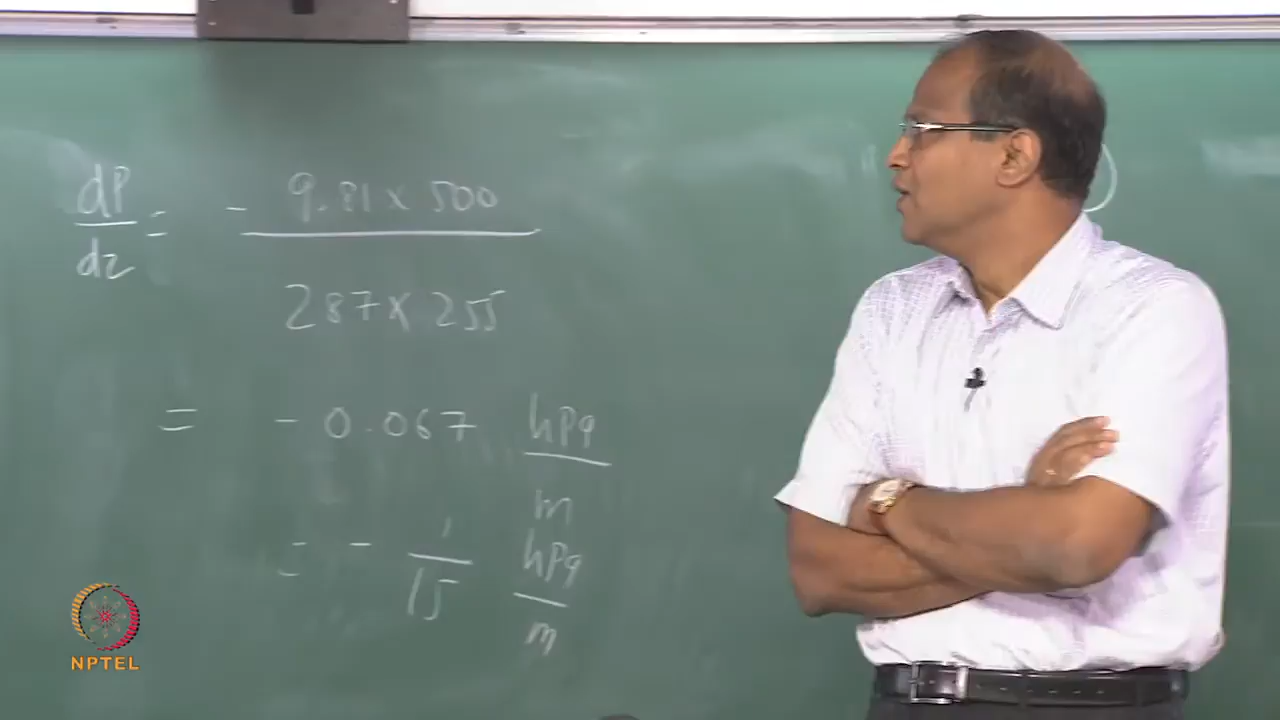 dP/dz = - 9.81 x 500 / 287 x 255
= - 0.067 hPa/m
= - 1/15 hPa/m
NPTEL